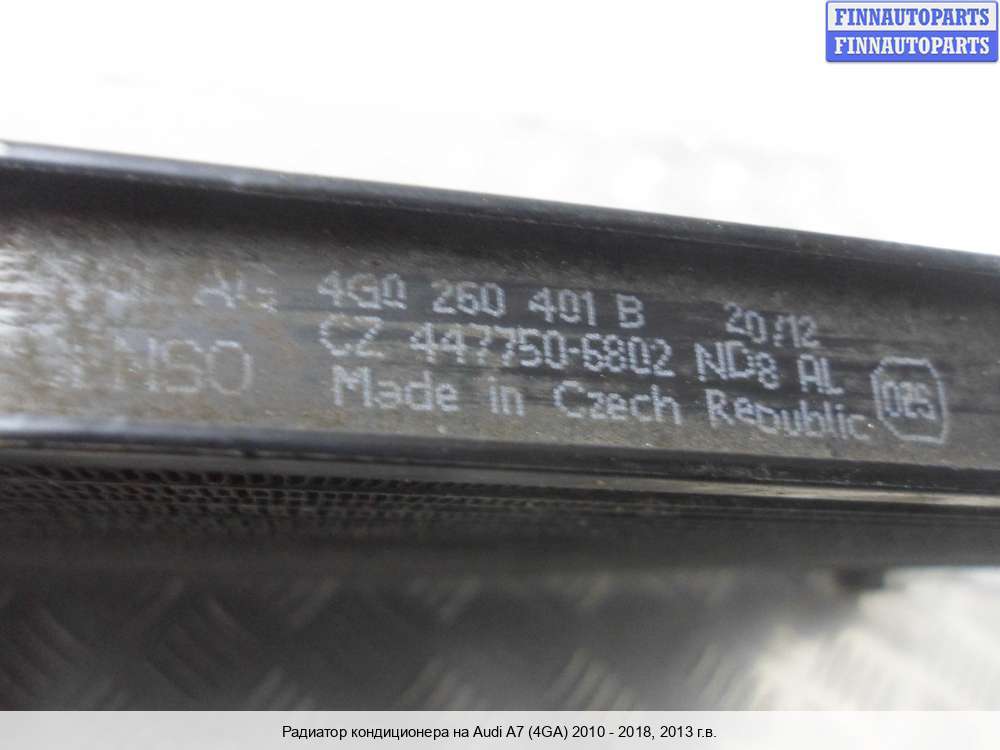 FINNAUTOPARTS
FINNAUTOPARTS
AG 4G0 260 401 B 20/12
CZ 447750-6802 ND8 AL
Made in Czech Republic
Радиатор кондиционера на Audi A7 (4GA) 2010 - 2018, 2013 г.в.